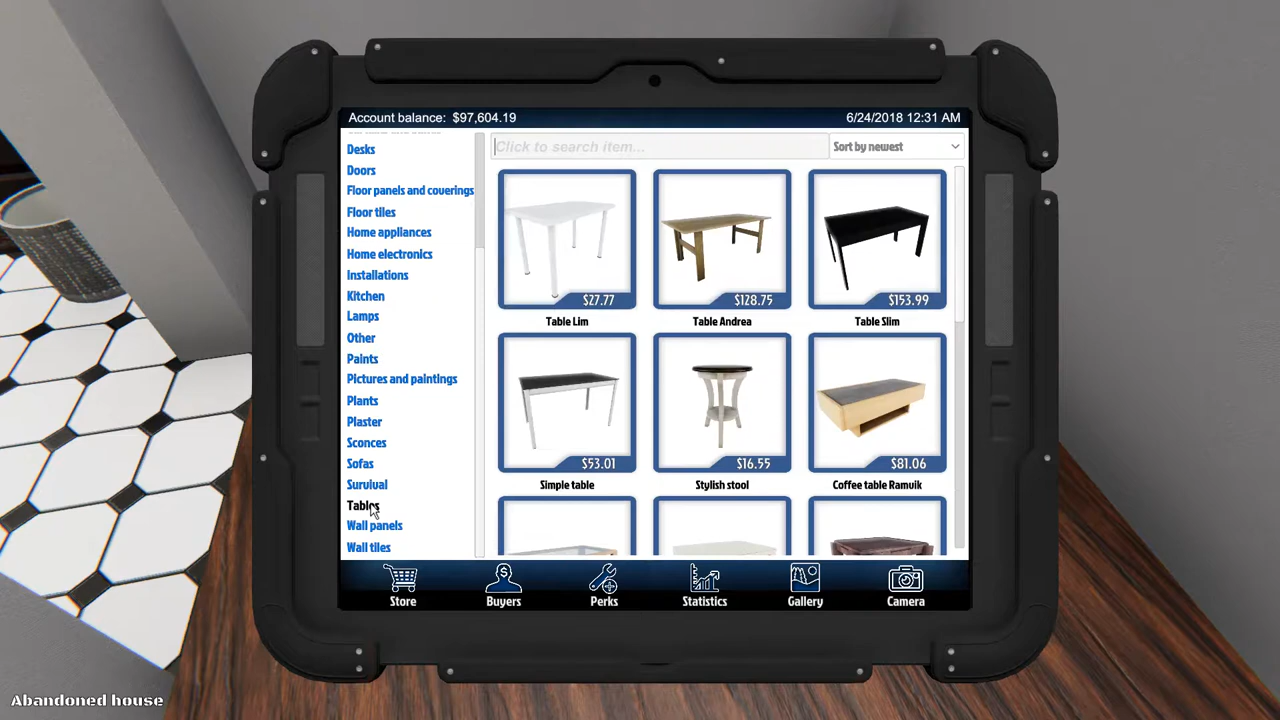 Account balance: $97,604.19
6/24/2018 12:31 AM
Desks
Doors
Floor panels and coverings
Floor tiles
Home appliances
Home electronics
Installations
Kitchen
Lamps
Other
Paints
Pictures and paintings
Plants
Plaster
Sconces
Sofas
Survival
Tables
Wall panels
Wall tiles
Click to search item...
Sort by newest
$27.77
$128.75
$153.99
Table Lim
Table Andrea
Table Slim
$53.01
$16.55
$81.06
Simple table
Stylish stool
Coffee table Ramvik
Store
Buyers
Perks
Statistics
Gallery
Camera
Abandoned house